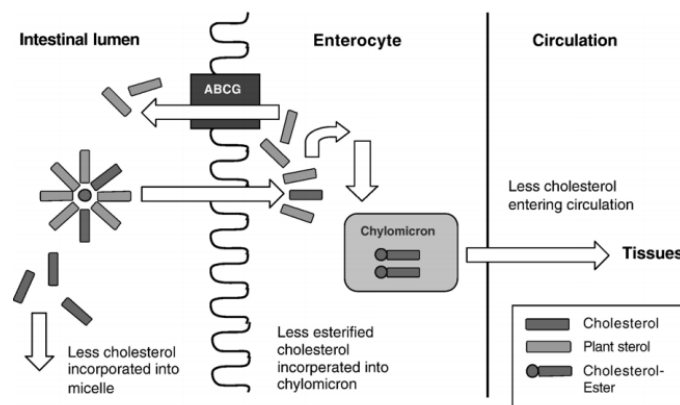 Intestinal lumen
Enterocyte
Circulation
ABCG
Less cholesterol
entering circulation
Chylomicron
Tissues
Less cholesterol
incorporated into
micelle
Less esterified
cholesterol
incorperated into
chylomicron
Cholesterol
Plant sterol
Cholesterol-
Ester